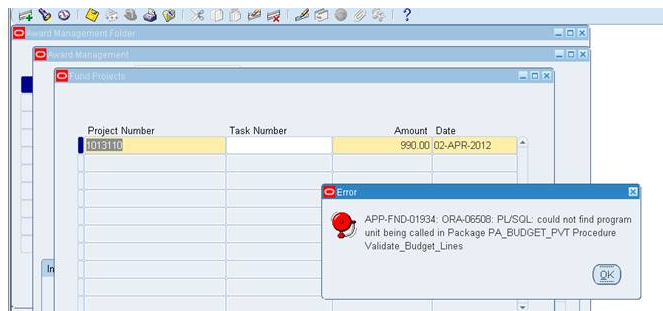 Award Management Folder
Award Management
Fund Projects
Project Number Task Number Amount Date
1013110 990.00 02-APR-2012
Error
APP-FND-01934: ORA-06508: PL/SQL: could not find program
unit being called in Package PA_BUDGET_PVT Procedure
Validate_Budget_Lines
OK
In